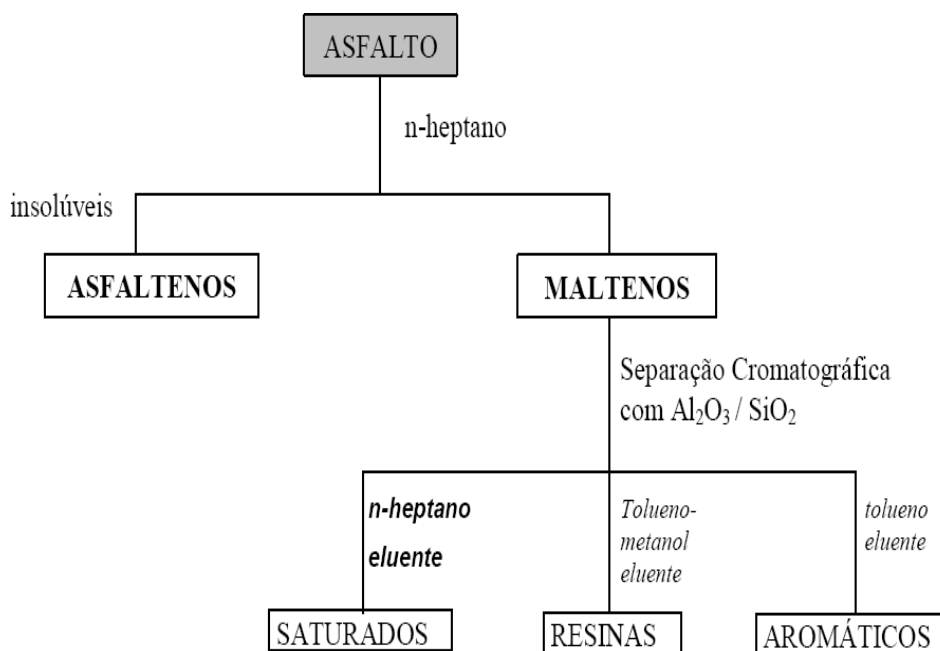 ASFALTO
n-heptano
insolúveis
ASFALTENOS
MALTENOS
Separação Cromatográfica
com Al₂O₃ / SiO₂
n-heptano
eluente
Tolueno-
metanol
eluente
tolueno
eluente
SATURADOS
RESINAS
AROMÁTICOS